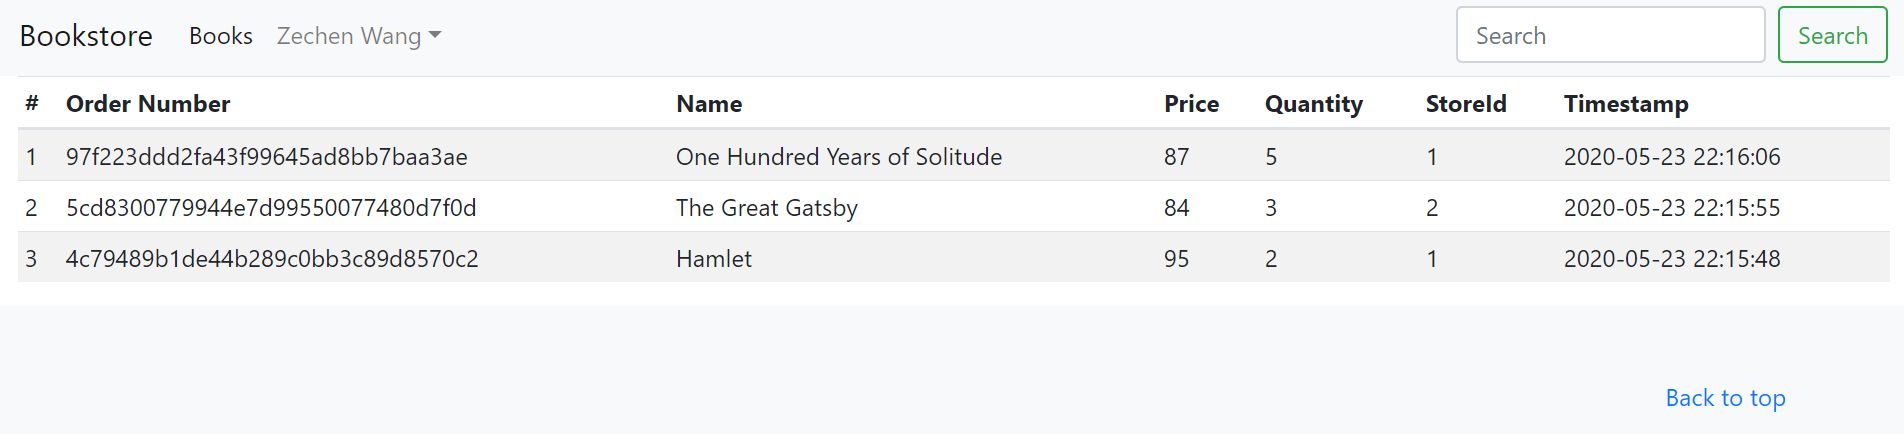 Bookstore Books Zechen Wang Search Search
# Order Number Name Price Quantity StoreId Timestamp
1 97f223ddd2fa43f99645ad8bb7baa3ae One Hundred Years of Solitude 87 5 1 2020-05-23 22:16:06
2 5cd8300779944e7d99550077480d7f0d The Great Gatsby 84 3 2 2020-05-23 22:15:55
3 4c79489b1de44b289c0bb3c89d8570c2 Hamlet 95 2 1 2020-05-23 22:15:48
Back to top